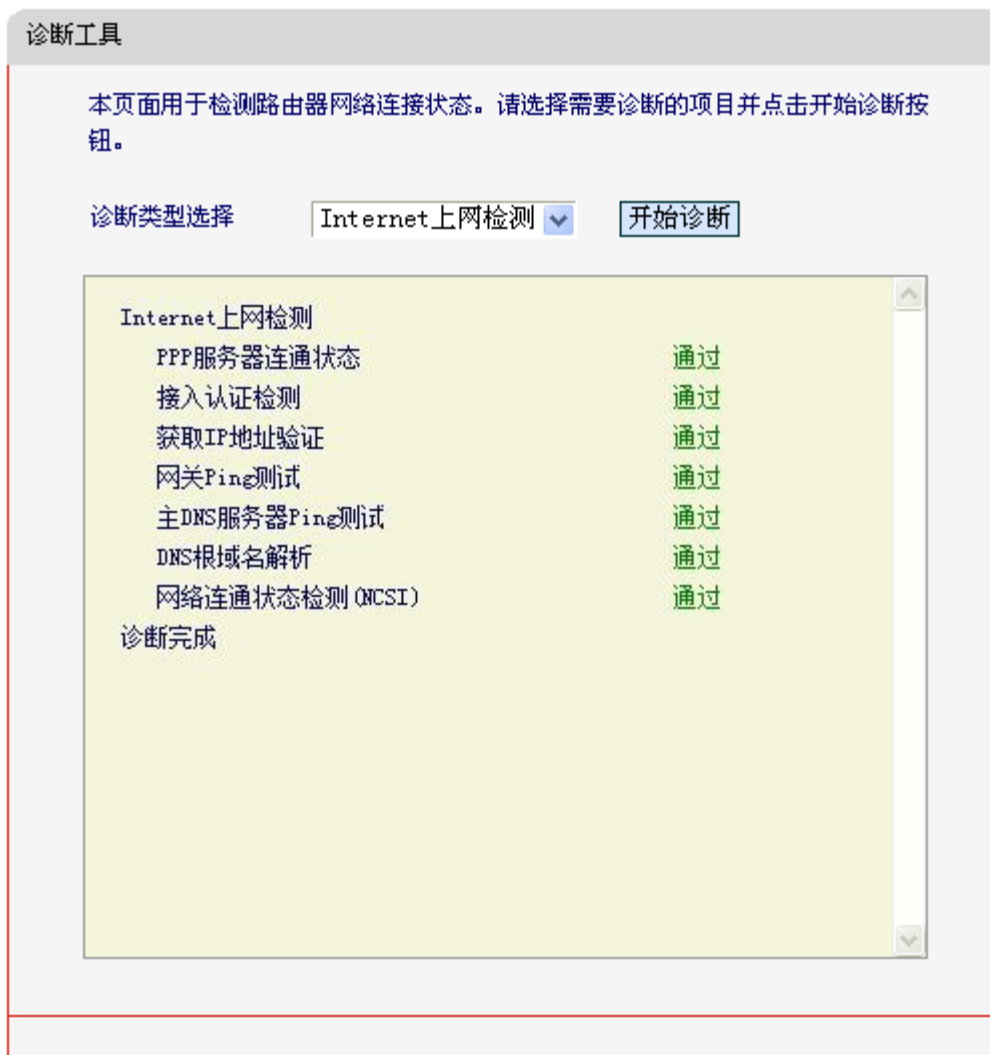 诊断工具
本页面用于检测路由器网络连接状态。请选择需要诊断的项目并点击开始诊断按
钮。
诊断类型选择 Internet上网检测 开始诊断
Internet上网检测
PPP服务器连通状态 通过
接入认证检测 通过
获取IP地址验证 通过
网关Ping测试 通过
主DNS服务器Ping测试 通过
DNS根域名解析 通过
网络连通状态检测(NCSI) 通过
诊断完成